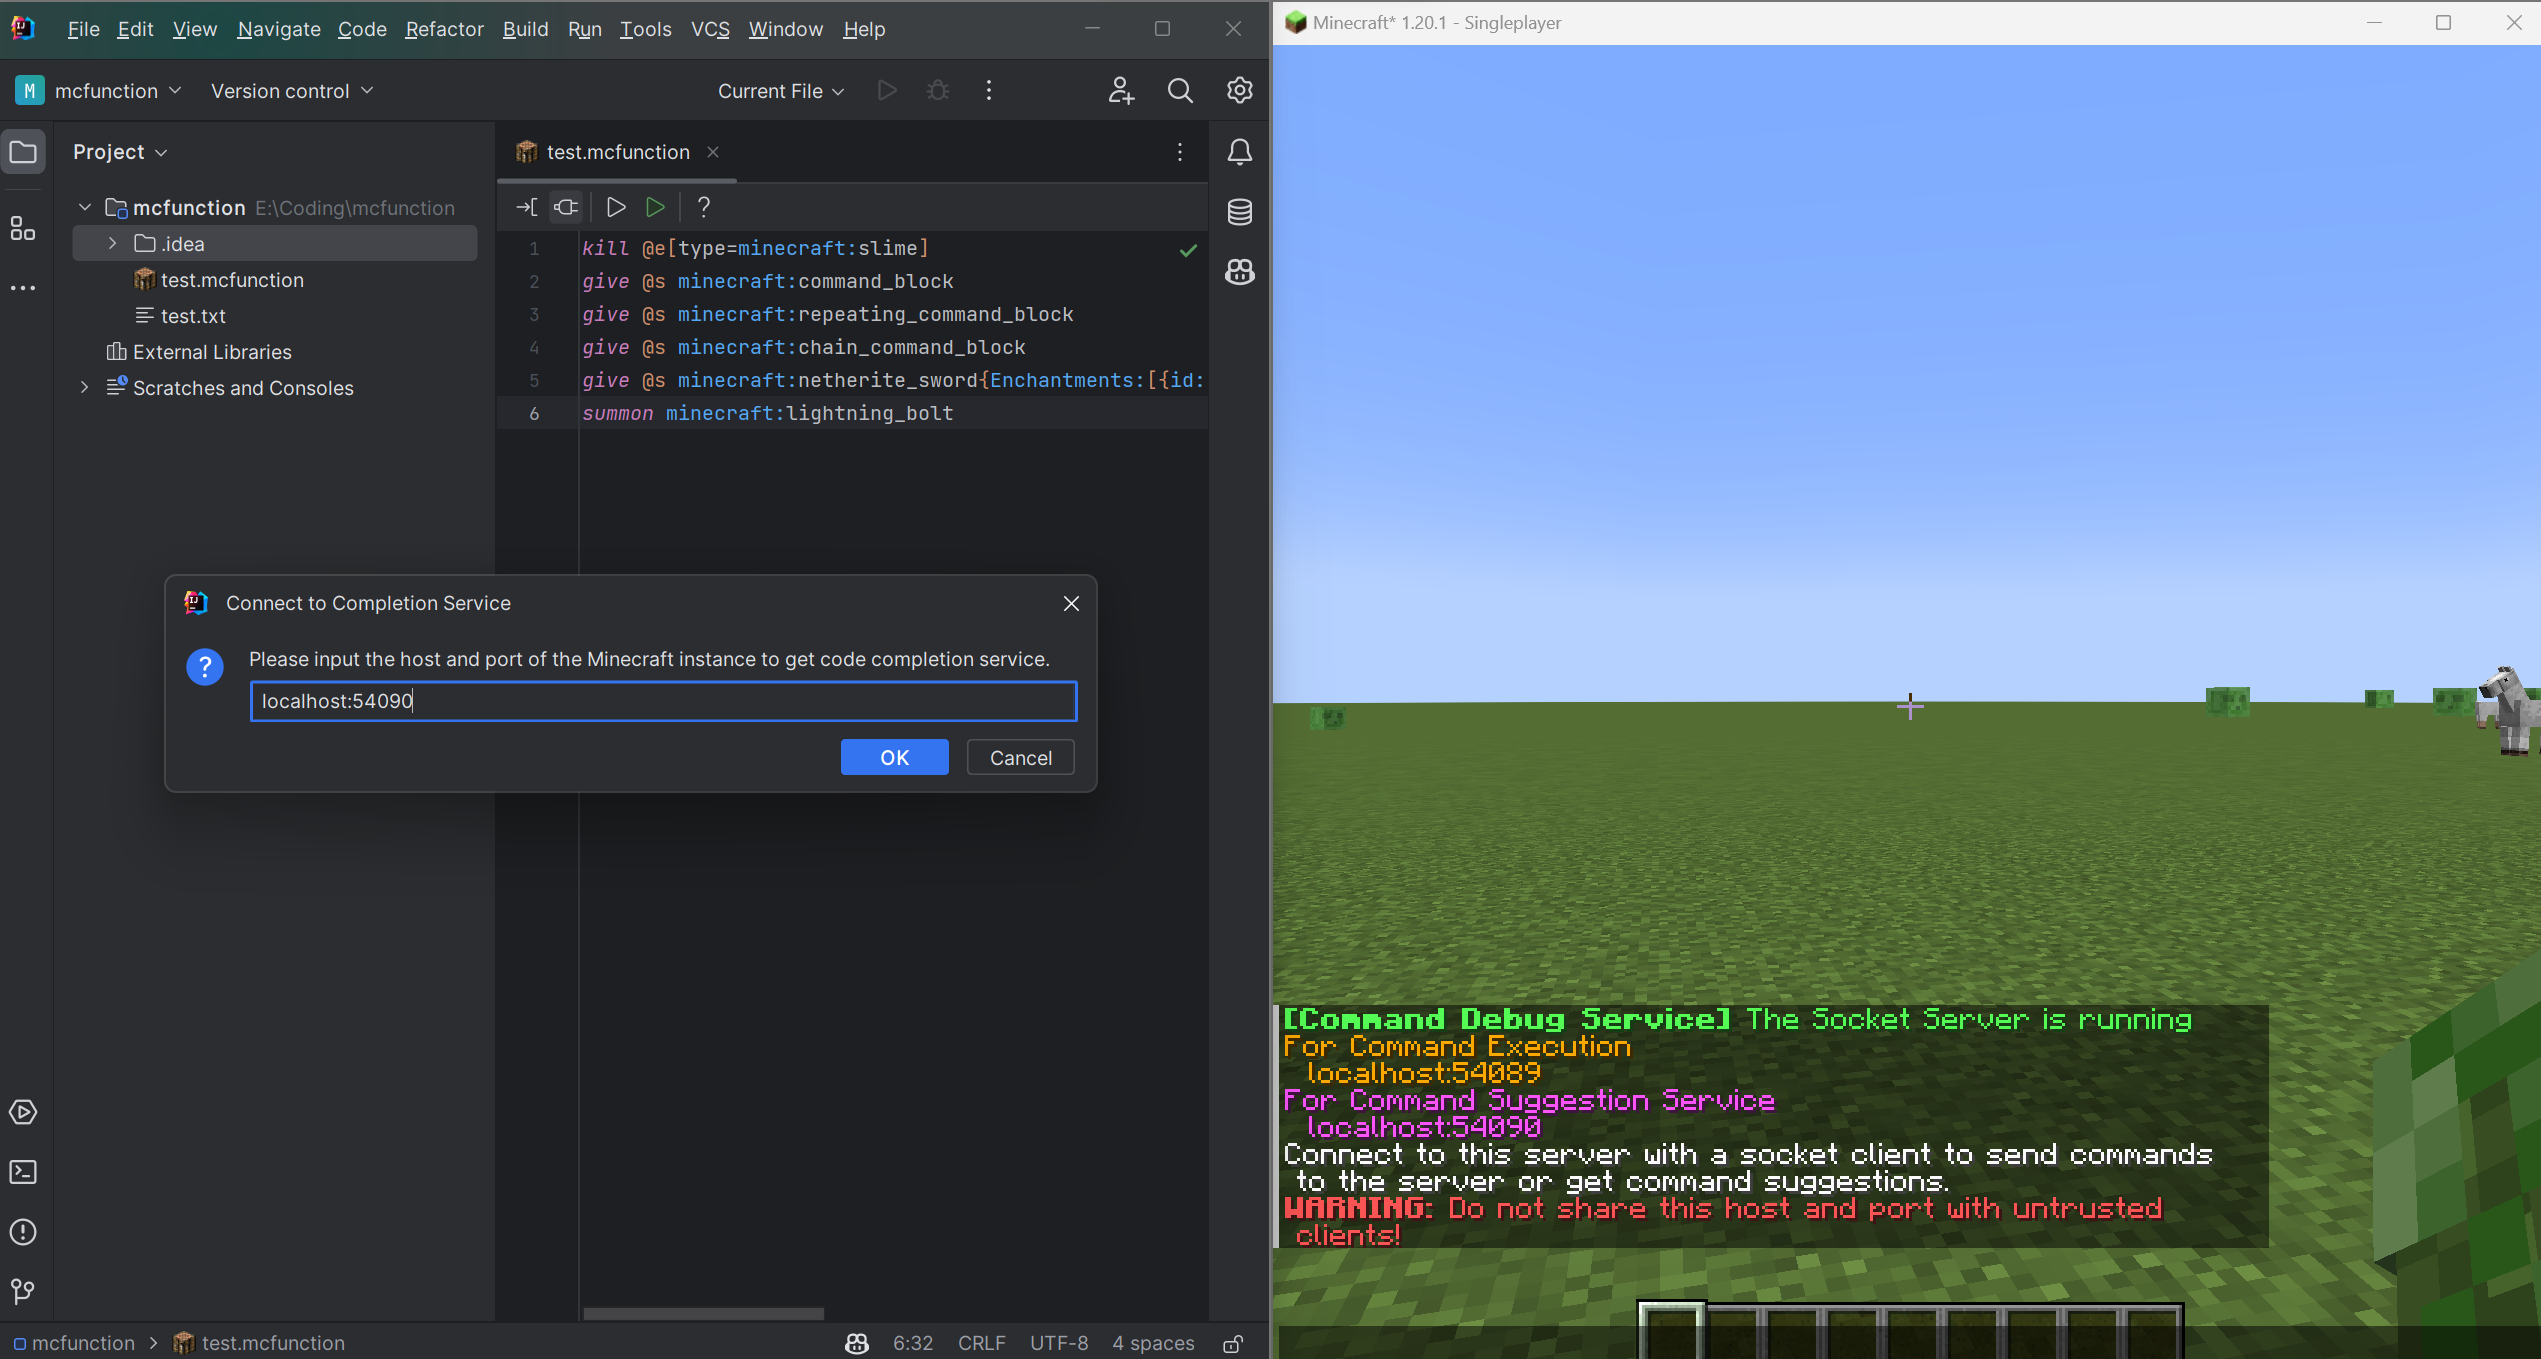 File Edit View Navigate Code Refactor Build Run Tools VCS Window Help
M mcfunction Version control Current File
Project
mcfunction E:\Coding\mcfunction
.idea
test.mcfunction
test.txt
External Libraries
Scratches and Consoles
test.mcfunction
1 kill @e[type=minecraft:slime]
2 give @s minecraft:command_block
3 give @s minecraft:repeating_command_block
4 give @s minecraft:chain_command_block
5 give @s minecraft:netherite_sword{Enchantments:[{id:
6 summon minecraft:lightning_bolt
Connect to Completion Service
Please input the host and port of the Minecraft instance to get code completion service.
localhost:54090
OK Cancel
mcfunction > test.mcfunction
6:32 CRLF UTF-8 4 spaces
Minecraft* 1.20.1 - Singleplayer
[Command Debug Service] The Socket Server is running
For Command Execution
localhost:54089
For Command Suggestion Service
localhost:54090
Connect to this server with a socket client to send commands
to the server or get command suggestions.
WARNING: Do not share this host and port with untrusted
clients!